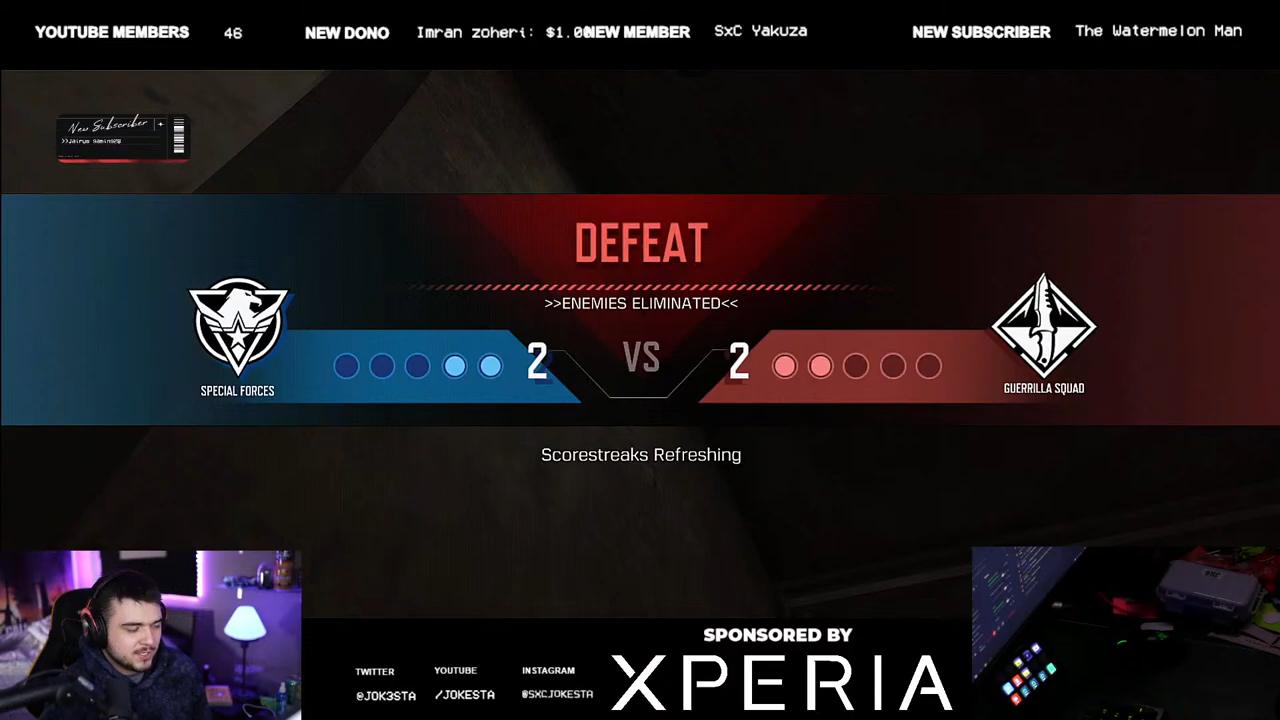 YOUTUBE MEMBERS 46 NEW DONO Imran zoheri: $1.00 NEW MEMBER SxC Yakuza NEW SUBSCRIBER The Watermelon Man
New Subscriber
DEFEAT
>>ENEMIES ELIMINATED<<
2 VS 2
SPECIAL FORCES
GUERRILLA SQUAD
Scorestreaks Refreshing
SPONSORED BY
XPERIA
TWITTER YOUTUBE INSTAGRAM
@JOK3STA /JOKESTA @SXCJOKESTA